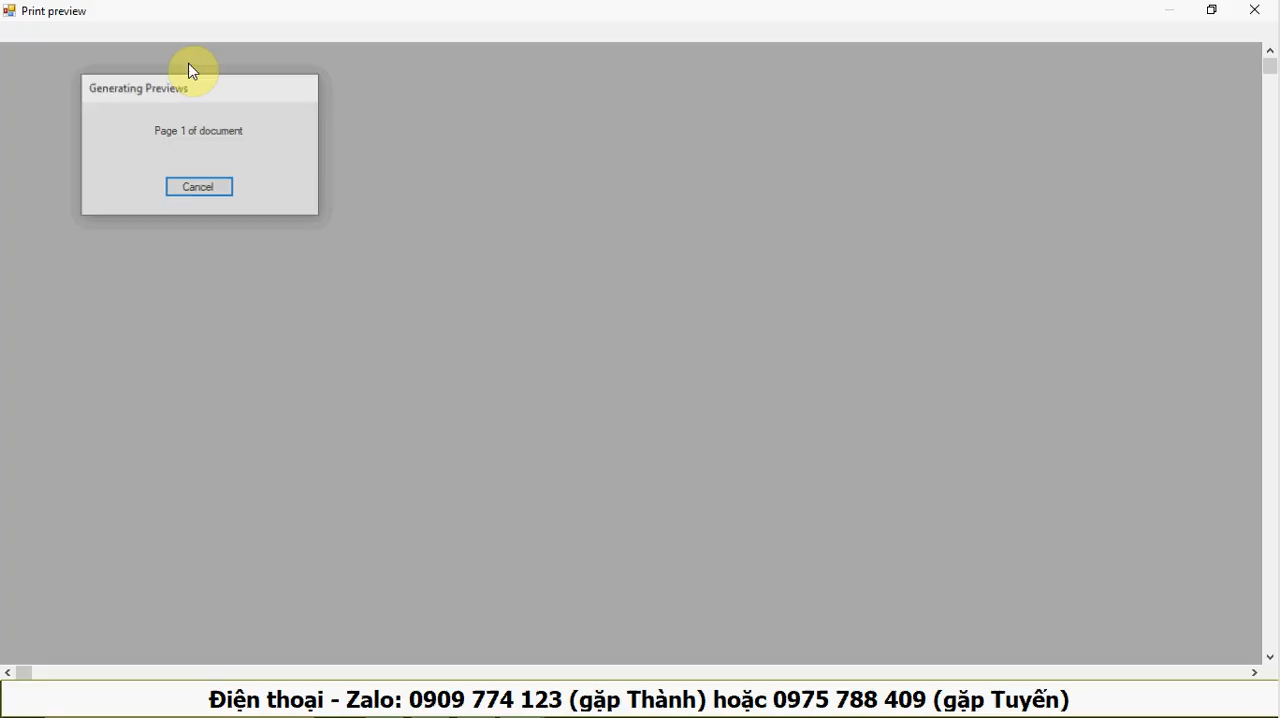 Print preview
Generating Previews
Page 1 of document
Cancel
Điện thoại - Zalo: 0909 774 123 (gặp Thành) hoặc 0975 788 409 (gặp Tuyến)